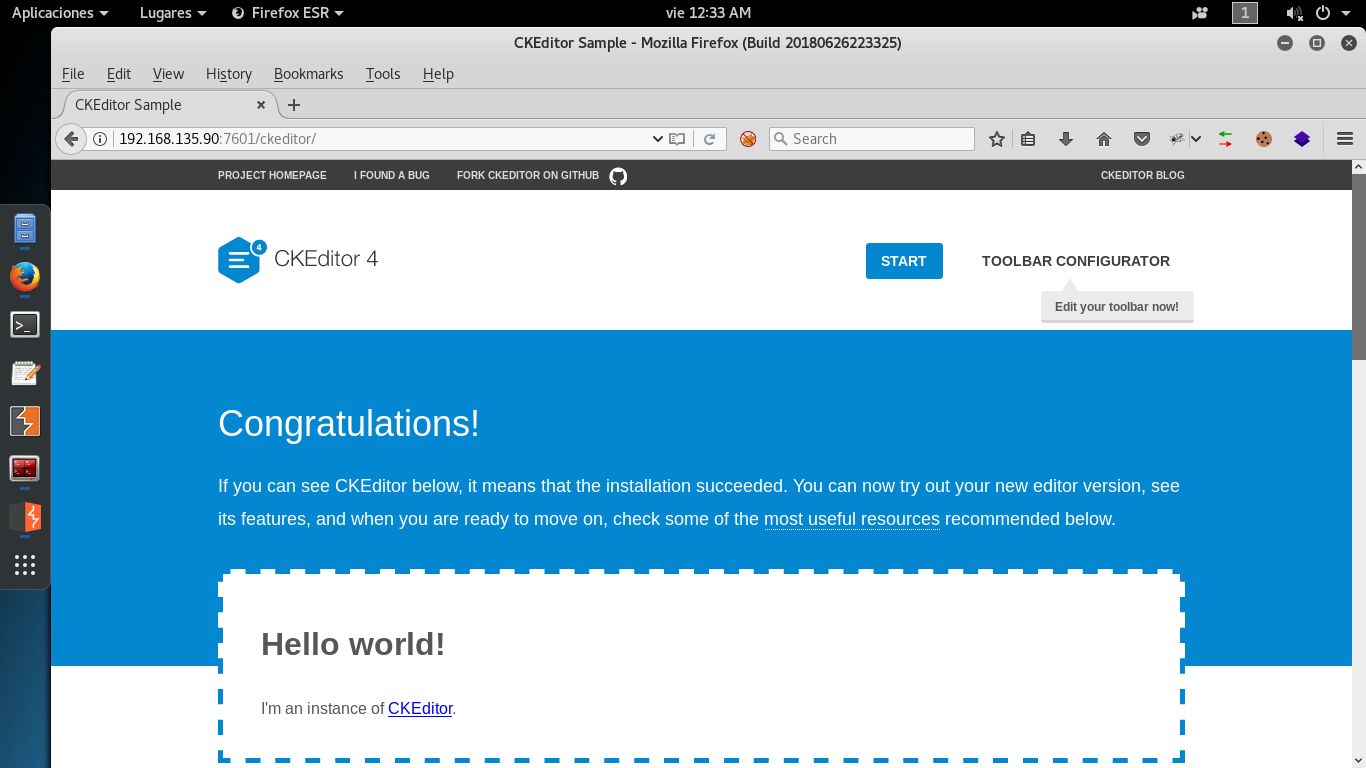 Aplicaciones Lugares Firefox ESR vie 12:33 AM 1
CKEditor Sample - Mozilla Firefox (Build 20180626223325)
File Edit View History Bookmarks Tools Help
CKEditor Sample
192.168.135.90:7601/ckeditor/ Search
PROJECT HOMEPAGE I FOUND A BUG FORK CKEDITOR ON GITHUB CKEDITOR BLOG
4 CKEditor 4 START TOOLBAR CONFIGURATOR
Edit your toolbar now!
Congratulations!
If you can see CKEditor below, it means that the installation succeeded. You can now try out your new editor version, see
its features, and when you are ready to move on, check some of the most useful resources recommended below.
Hello world!
I'm an instance of CKEditor.